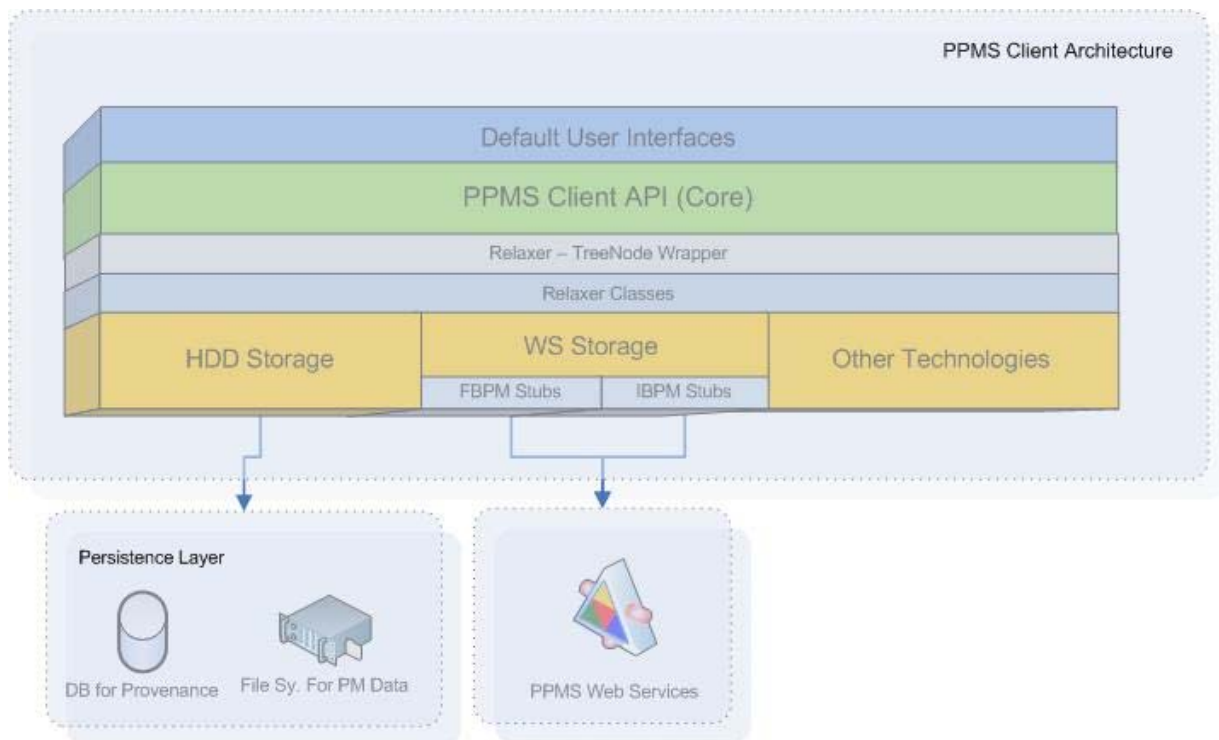 PPMS Client Architecture
Default User Interfaces
PPMS Client API (Core)
Relaxer – TreeNode Wrapper
Relaxer Classes
HDD Storage
WS Storage
Other Technologies
FBPM Stubs
IBPM Stubs
Persistence Layer
DB for Provenance
File Sy. For PM Data
PPMS Web Services